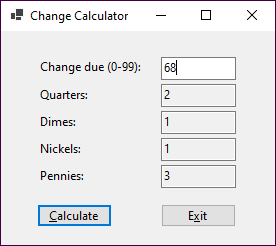 Change Calculator
Change due (0-99): 68
Quarters: 2
Dimes: 1
Nickels: 1
Pennies: 3
Calculate Exit